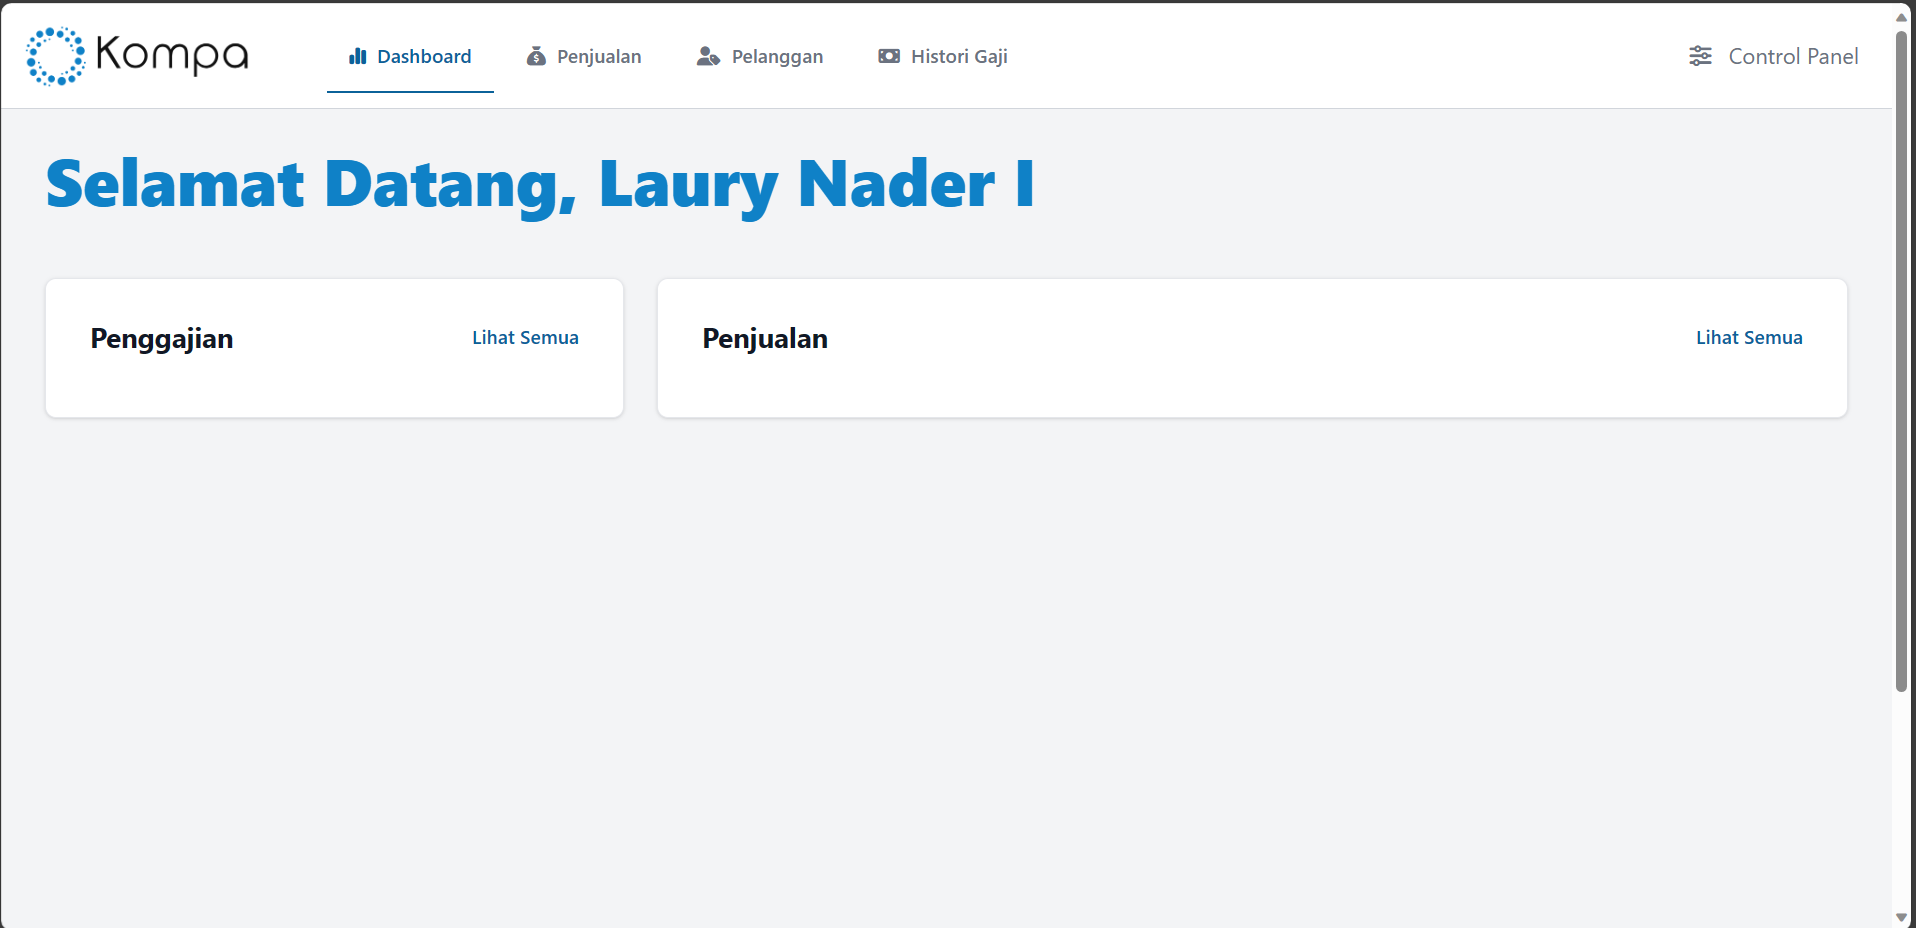 Kompa
Dashboard
Penjualan
Pelanggan
Histori Gaji
Control Panel
Selamat Datang, Laury Nader I
Penggajian
Lihat Semua
Penjualan
Lihat Semua